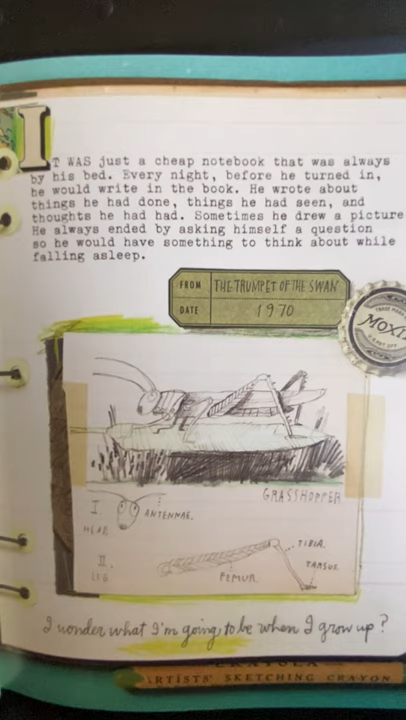 IT WAS just a cheap notebook that was always
by his bed. Every night, before he turned in,
he would write in the book. He wrote about
things he had done, things he had seen, and
thoughts he had had. Sometimes he drew a picture
He always ended by asking himself a question
so he would have something to think about while
falling asleep.
FROM THE TRUMPET OF THE SWAN
DATE 1970
TRADE MARK
MOXIE
GRASSHOPPER
I.
HEAD
ANTENNAE.
II.
LEG
FEMUR
TIBIA
TARSUS
I wonder what I'm going to be when I grow up?
CRAYOLA
ARTISTS' SKETCHING CRAYON